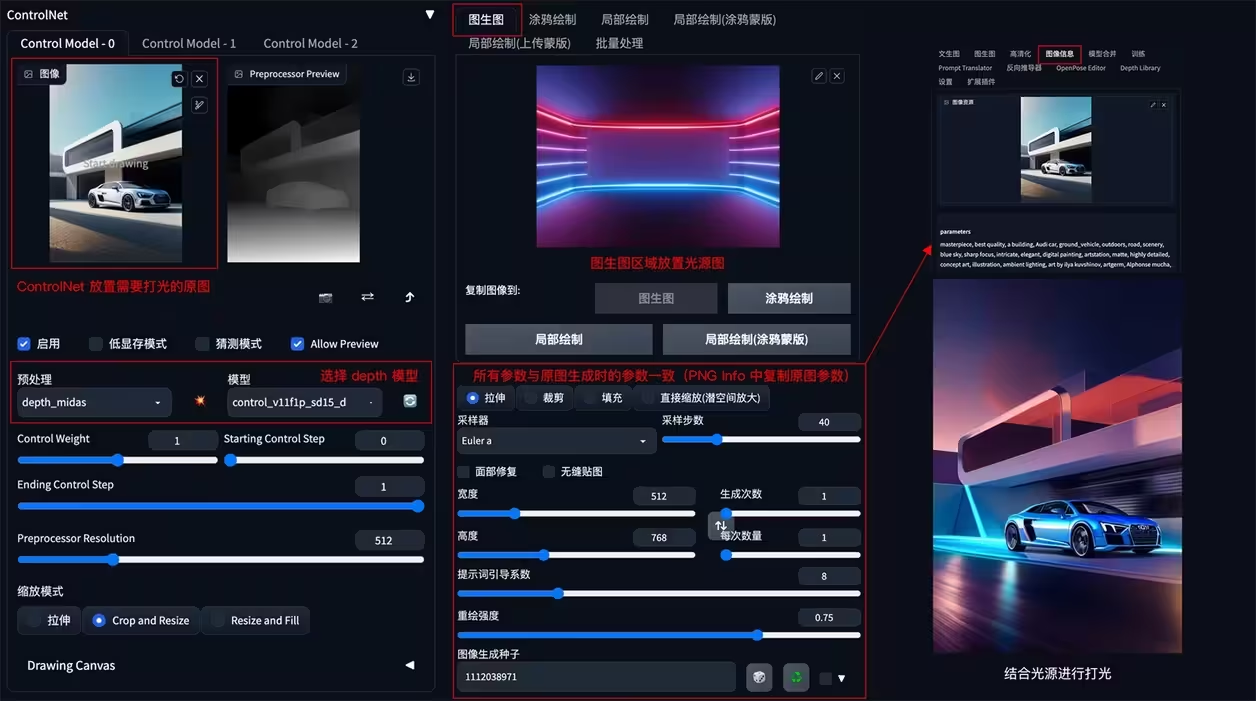 ControlNet
▼
Control Model - 0
Control Model - 1
Control Model - 2
图像
Start drawing
Preprocessor Preview
ControlNet 放置需要打光的原图
启用
低显存模式
猜测模式
Allow Preview
选择 depth 模型
预处理
模型
depth_midas
control_v11f1p_sd15_d
Control Weight
1
Starting Control Step
0
Ending Control Step
1
Preprocessor Resolution
512
缩放模式
拉伸
Crop and Resize
Resize and Fill
Drawing Canvas
图生图
涂鸦绘制
局部绘制
局部绘制(涂鸦蒙版)
局部绘制(上传蒙版)
批量处理
图生图区域放置光源图
复制图像到:
图生图
涂鸦绘制
局部绘制
局部绘制(涂鸦蒙版)
所有参数与原图生成时的参数一致（PNG Info 中复制原图参数）
拉伸
裁剪
填充
直接缩放(潜空间放大)
采样器
采样步数
40
Euler a
面部修复
无缝贴图
宽度
512
生成次数
1
高度
768
每次数量
1
提示词引导系数
8
重绘强度
0.75
图像生成种子
1112038971
文生图
图生图
高清化
图像信息
模型合并
训练
Prompt Translator
反向推导器
OpenPose Editor
Depth Library
设置
扩展插件
图像资源
parameters
masterpiece, best quality, a building, Audi car, ground_vehicle, outdoors, road, scenery,
blue sky, sharp focus, intricate, elegant, digital painting, artstation, matte, highly detailed,
concept art, illustration, ambient lighting, art by ilya kuvshinov, artgerm, Alphonse mucha,
结合光源进行打光